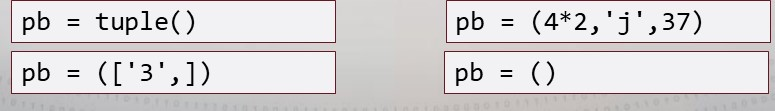 pb = tuple()
pb = (4*2,'j',37)
pb = (['3',])
pb = ()